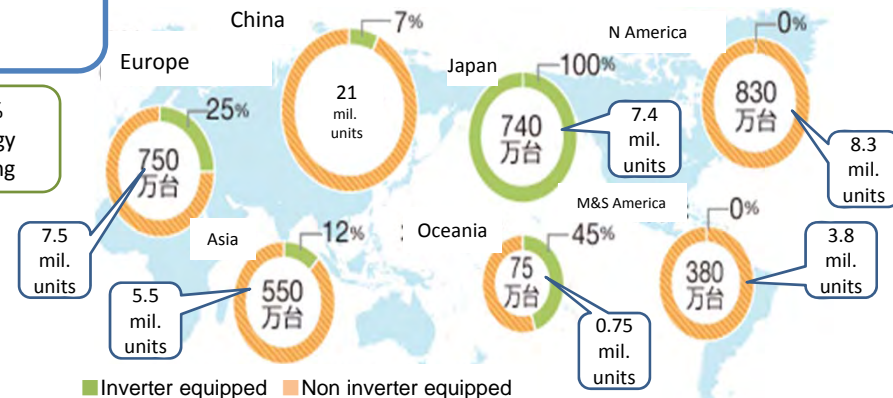 China
7%
N America
0%
Europe
Japan
100%
%
gy
ng
25%
21
mil.
units
740
万台
7.4
mil.
units
830
万台
8.3
mil.
units
750
万台
7.5
mil.
units
M&S America
Asia
12%
:
Oceania
45%
0%
3.8
mil.
units
5.5
mil.
units
550
万台
75
万台
0.75
mil.
units
380
万台
Inverter equipped
Non inverter equipped